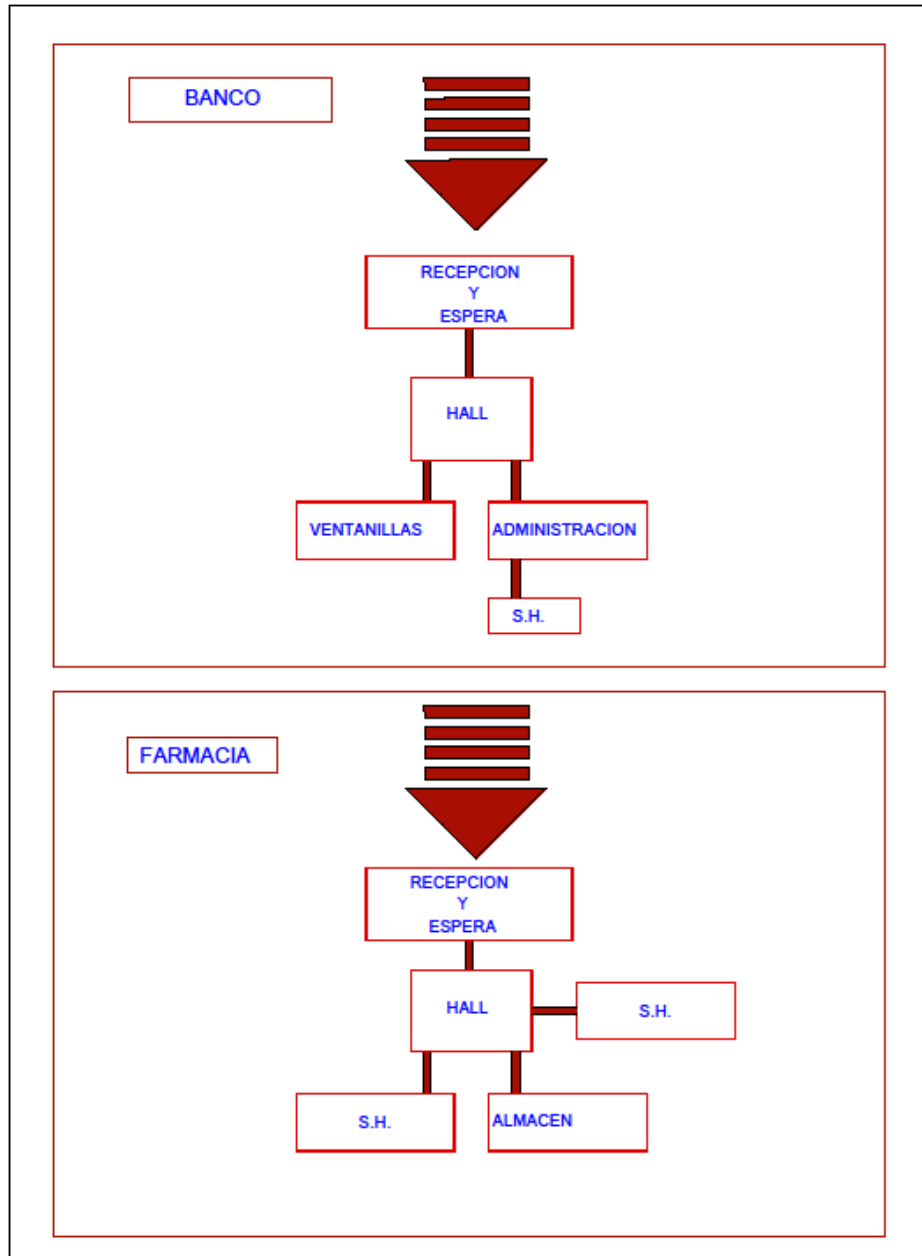 BANCO
RECEPCION
Y
ESPERA
HALL
VENTANILLAS
ADMINISTRACION
S.H.
FARMACIA
RECEPCION
Y
ESPERA
HALL
S.H.
S.H.
ALMACEN